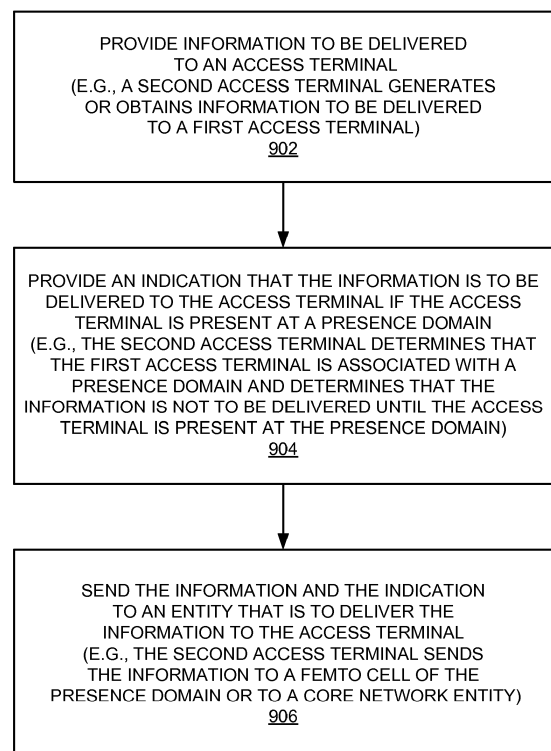 PROVIDE INFORMATION TO BE DELIVERED
TO AN ACCESS TERMINAL
(E.G., A SECOND ACCESS TERMINAL GENERATES
OR OBTAINS INFORMATION TO BE DELIVERED
TO A FIRST ACCESS TERMINAL)
902
PROVIDE AN INDICATION THAT THE INFORMATION IS TO BE
DELIVERED TO THE ACCESS TERMINAL IF THE ACCESS
TERMINAL IS PRESENT AT A PRESENCE DOMAIN
(E.G., THE SECOND ACCESS TERMINAL DETERMINES THAT
THE FIRST ACCESS TERMINAL IS ASSOCIATED WITH A
PRESENCE DOMAIN AND DETERMINES THAT THE
INFORMATION IS NOT TO BE DELIVERED UNTIL THE ACCESS
TERMINAL IS PRESENT AT THE PRESENCE DOMAIN)
904
SEND THE INFORMATION AND THE INDICATION
TO AN ENTITY THAT IS TO DELIVER THE
INFORMATION TO THE ACCESS TERMINAL
(E.G., THE SECOND ACCESS TERMINAL SENDS
THE INFORMATION TO A FEMTO CELL OF THE
PRESENCE DOMAIN OR TO A CORE NETWORK ENTITY)
906